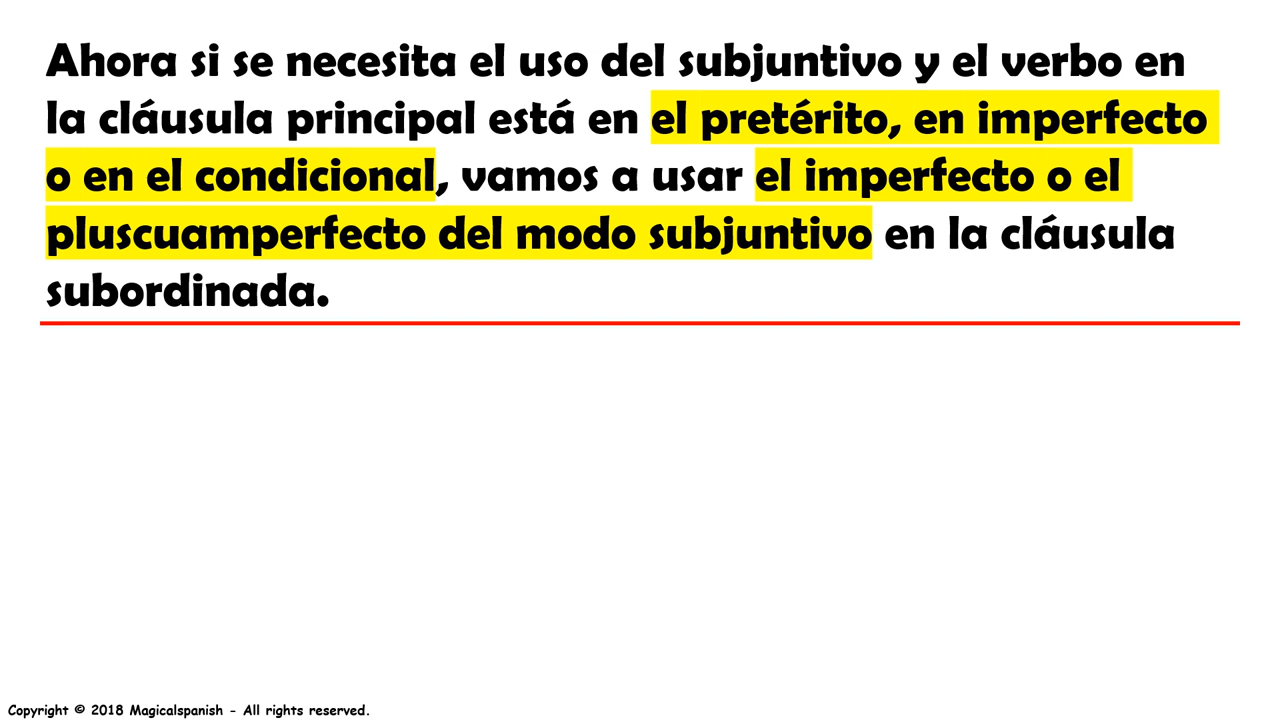 Ahora si se necesita el uso del subjuntivo y el verbo en
la cláusula principal está en el pretérito, en imperfecto
o en el condicional, vamos a usar el imperfecto o el
pluscuamperfecto del modo subjuntivo en la cláusula
subordinada.
Copyright © 2018 Magicalspanish - All rights reserved.